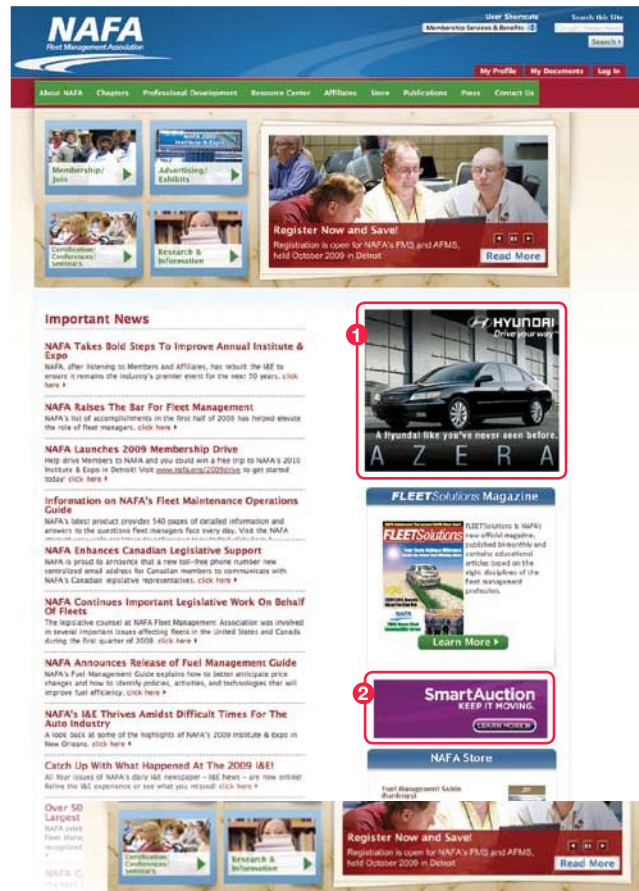 NAFA
Fleet Management Association
User Shortcuts
Search this Site
Membership Services & Benefits
Search
My Profile My Documents Log In
About NAFA Chapters Professional Development Resource Center Affiliates Store Publications Press Contact Us
Membership/
Join
Advertising/
Exhibits
Certification/
Conferences/
Seminars
Research &
Information
Register Now and Save!
Registration is open for NAFA's FMS and AFMS,
held October 2009 in Detroit
Read More
Important News
NAFA Takes Bold Steps To Improve Annual Institute &
Expo
NAFA, after listening to Members and Affiliates, has rebuilt the I&E to
ensure it remains the industry's premier event for the next 50 years. click
here
NAFA Raises The Bar For Fleet Management
NAFA's list of accomplishments in the first half of 2009 has helped elevate
the role of fleet managers. click here
NAFA Launches 2009 Membership Drive
Help drive Members to NAFA and you could win a free trip to NAFA's 2010
Institute & Expo in Detroit! Visit www.nafa.org/2009drive to get started
today! click here
Information on NAFA's Fleet Maintenance Operations
Guide
NAFA's latest product provides 540 pages of detailed information and
answers to the questions fleet managers face every day. Visit the NAFA
NAFA Enhances Canadian Legislative Support
NAFA is proud to announce that a new toll-free phone number new
centralized email address for Canadian members to communicate with
NAFA's Canadian legislative representatives. click here
NAFA Continues Important Legislative Work On Behalf
Of Fleets
The legislative counsel at NAFA Fleet Management Association was involved
in several important issues affecting fleets in the United States and Canada
during the first quarter of 2009. click here
NAFA Announces Release of Fuel Management Guide
NAFA's Fuel Management Guide explains how to better anticipate price
changes and how to identify policies, activities, and technologies that will
improve fuel efficiency. click here
NAFA's I&E Thrives Amidst Difficult Times For The
Auto Industry
A look back at some of the highlights of NAFA's 2009 Institute & Expo in
New Orleans. click here
Catch Up With What Happened At The 2009 I&E!
All four issues of NAFA's daily I&E newspaper – I&E News – are now online!
Relive the I&E experience or see what you missed! click here
Over 50
Largest
NAFA celeb
Fleet Manag
recognized
NAFA C
1
HYUNDAI
Drive your way
A Hyundai like you've never seen before.
AZERA
FLEETSolutions Magazine
FLEETSolutions
FLEETSolutions is NAFA's
new official magazine,
published bi-monthly and
contains educational
articles based on the
eight disciplines of the
fleet management
profession.
Learn More
2
SmartAuction
KEEP IT MOVING.
LEARN MORE
NAFA Store
Fuel Management Guide
Certification/
Conferences/
Seminars
Research &
Information
Register Now and Save!
Registration is open for NAFA's FMS and AFMS,
held October 2009 in Detroit
Read More